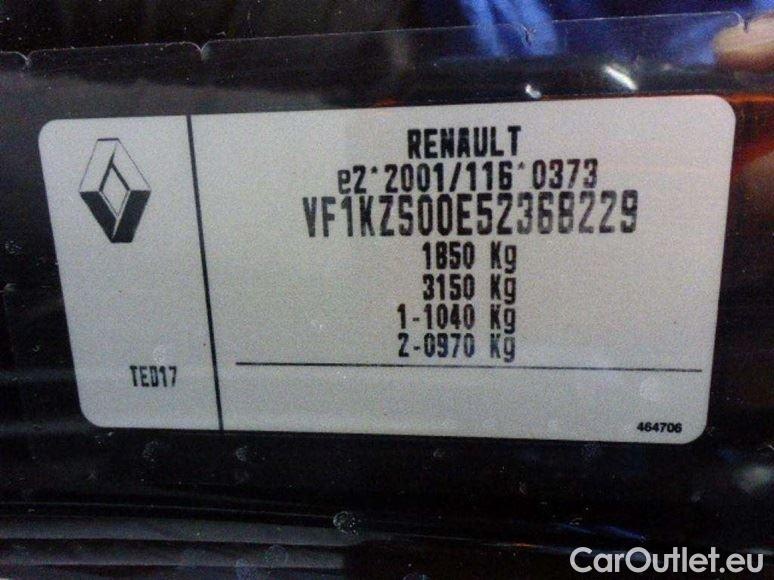 RENAULT
e2*2001/116*0373
VF1KZS00E52368229
1850 Kg
3150 Kg
1-1040 Kg
2-0970 Kg
TED17
464706
CarOutlet.eu